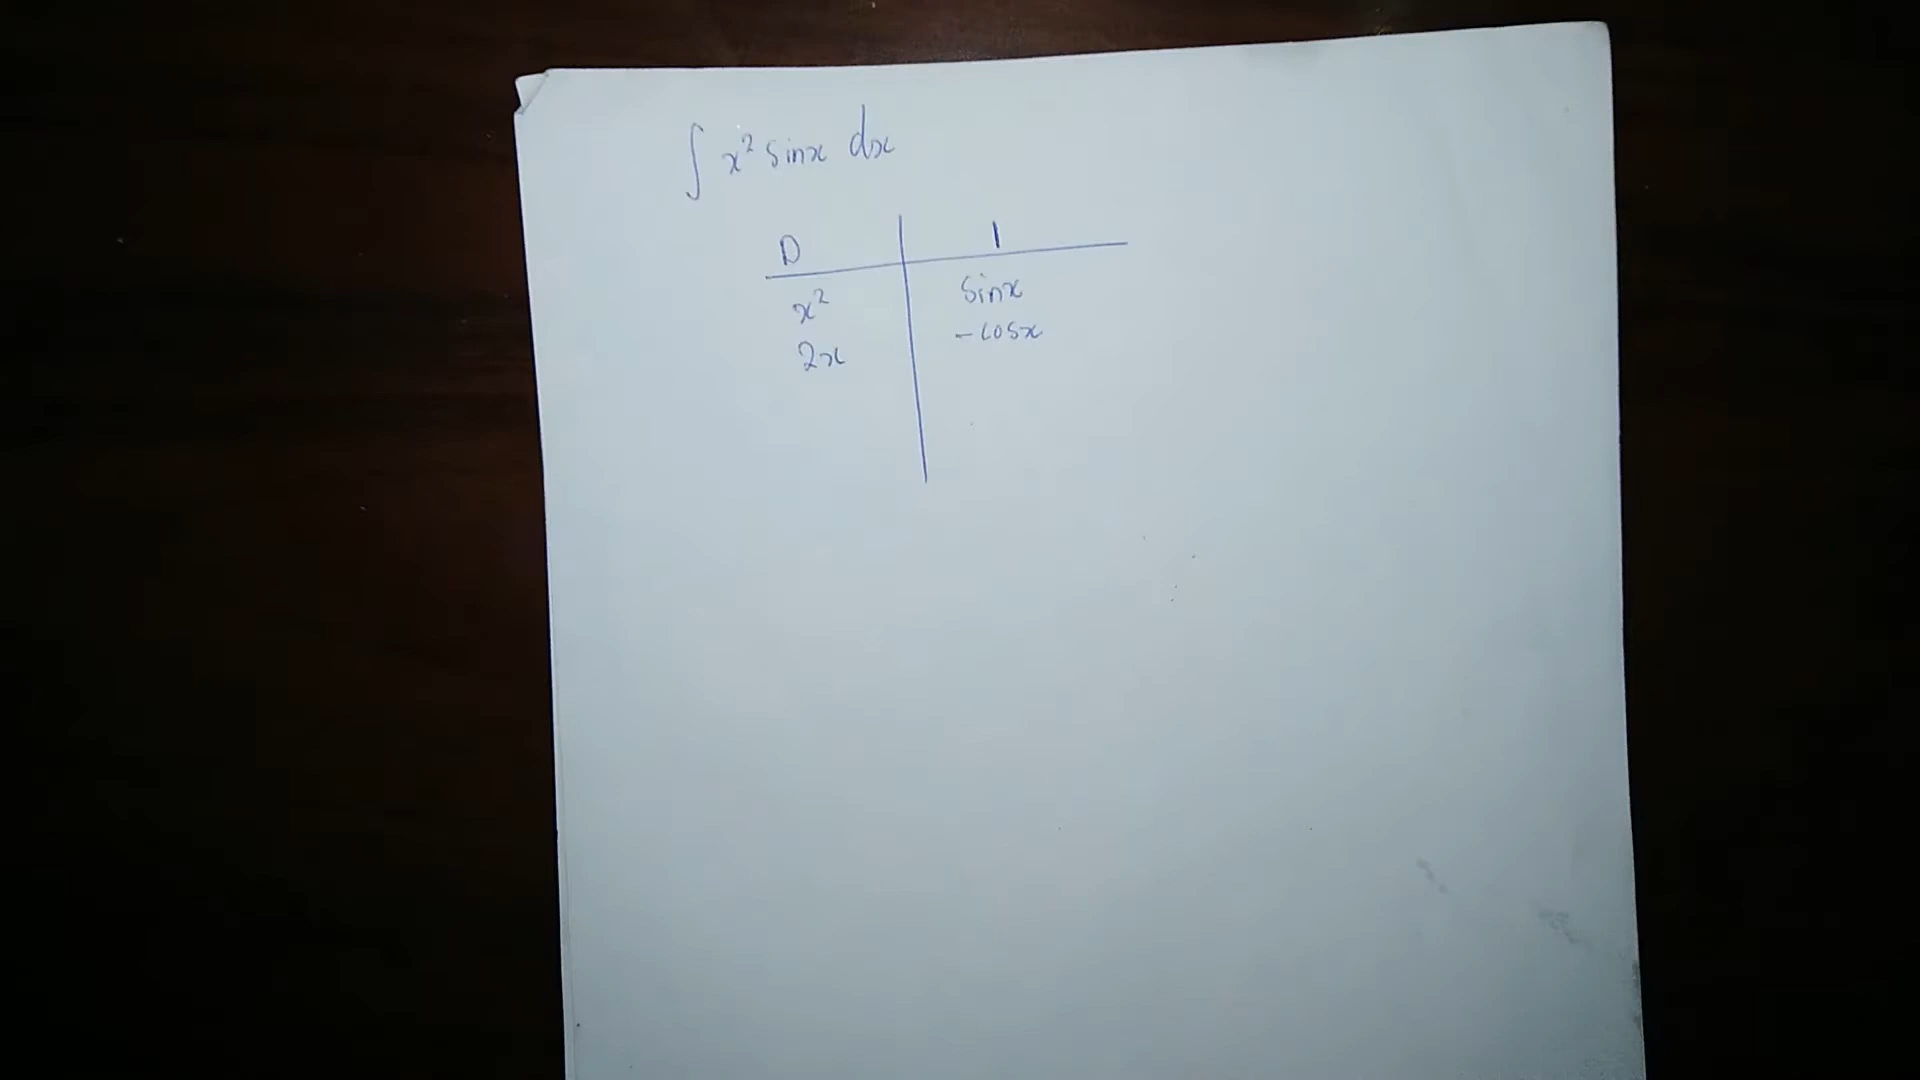 ∫ x² sinx dx
D | I
x² | sinx
2x | -cosx